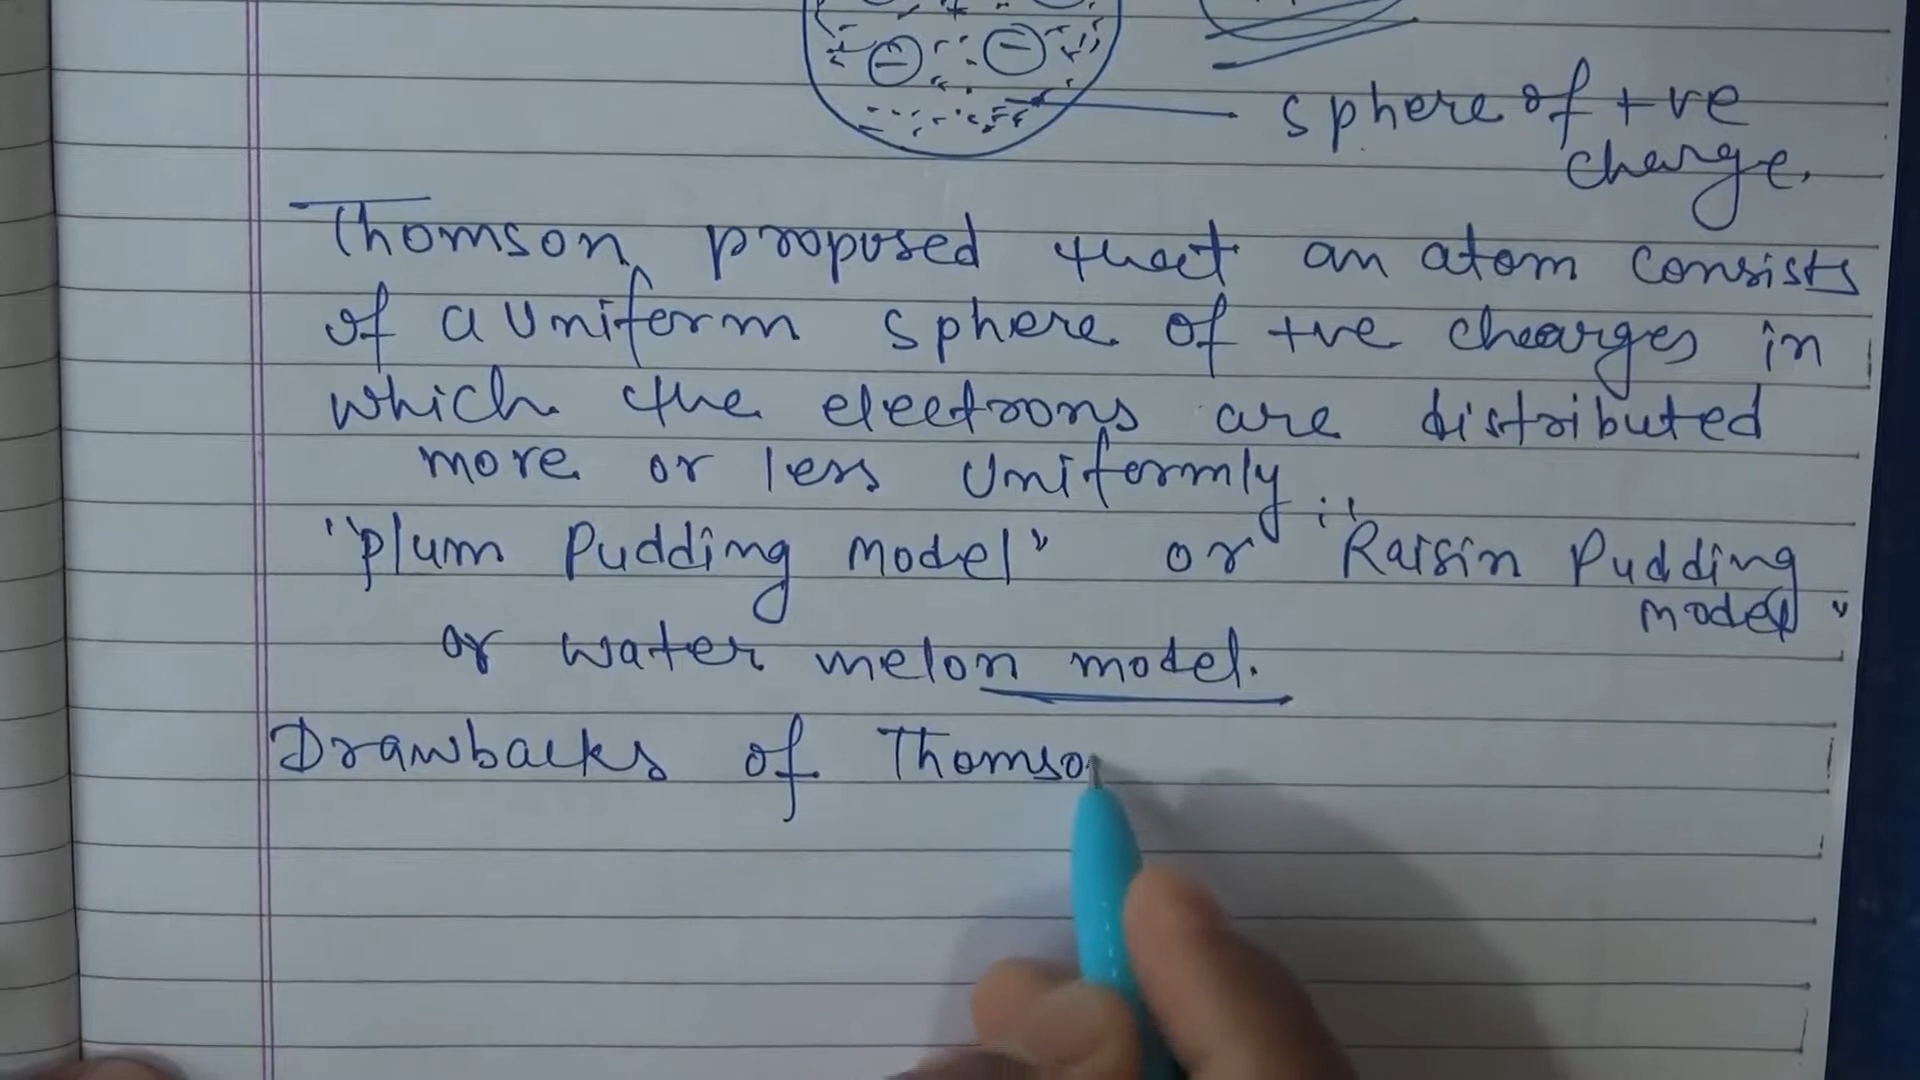 sphere of +ve
charge.
Thomson proposed that an atom consists
of a uniform sphere of +ve charges in
which the electrons are distributed
more or less uniformly
"Plum Pudding Model" or "Raisin Pudding
model"
or water melon model.
Drawbacks of Thomso